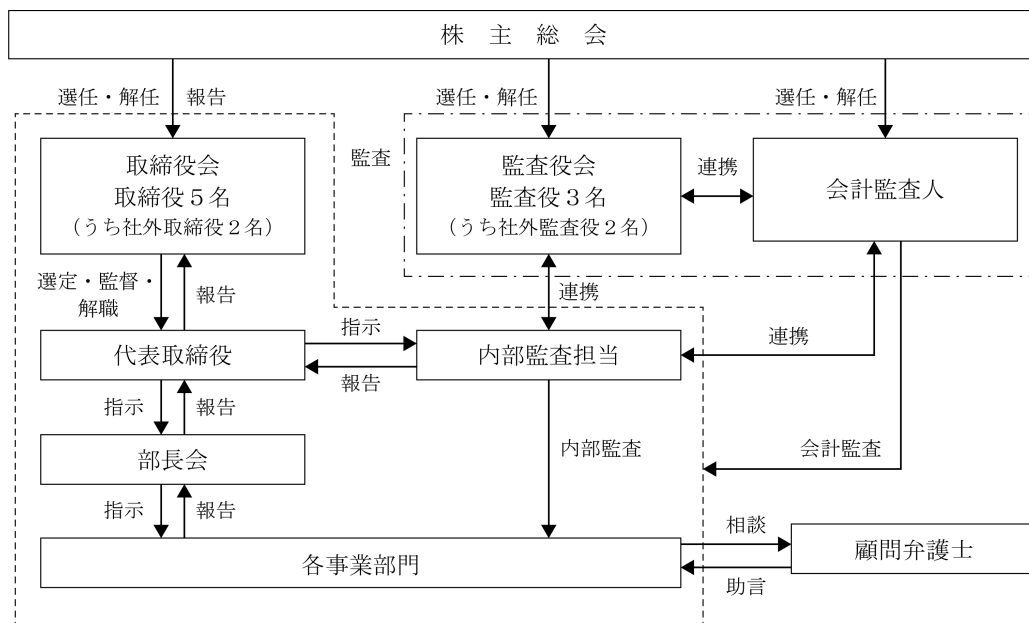 株主総会
選任・解任
報告
選任・解任
選任・解任
取締役会
取締役5名
(うち社外取締役2名)
監査
監査役会
監査役3名
(うち社外監査役2名)
連携
会計監査人
選定・監督・
解職
報告
連携
代表取締役
指示
報告
内部監査担当
連携
指示
報告
部長会
内部監査
会計監査
指示
報告
各事業部門
相談
助言
顧問弁護士